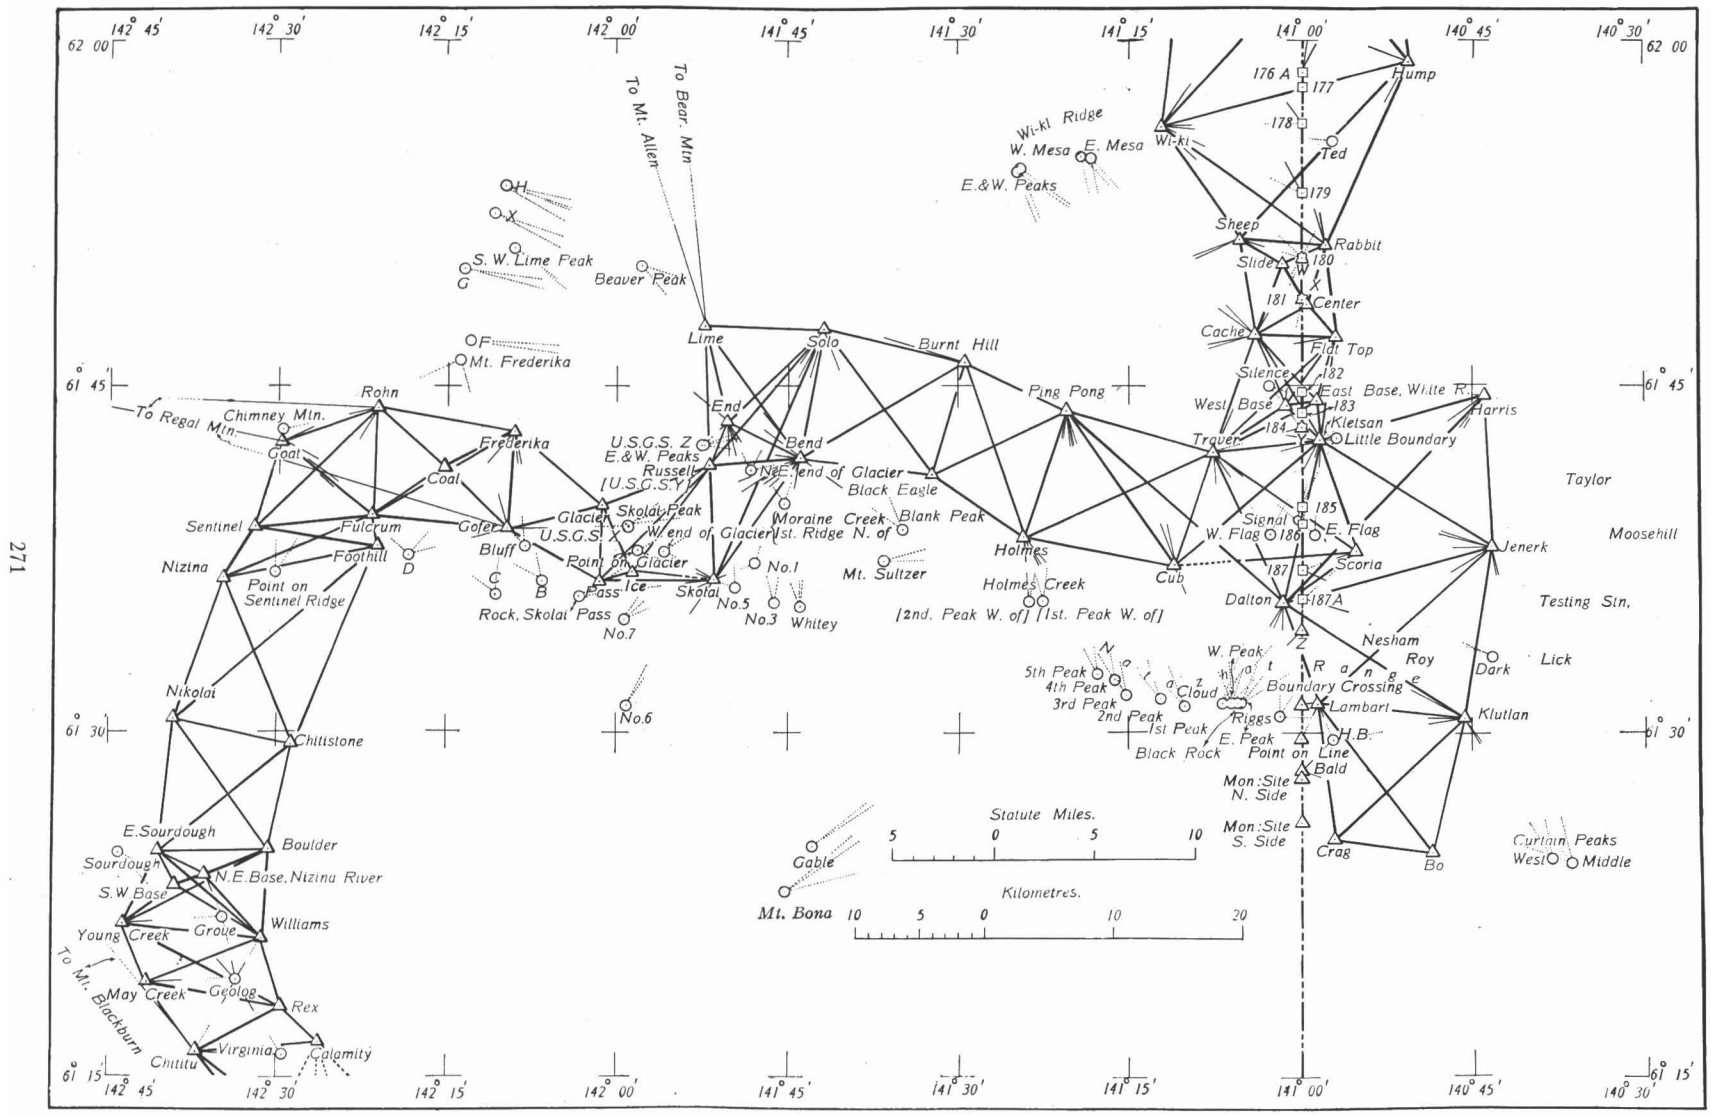 142° 45'
142° 30'
142° 15'
142° 00'
141° 45'
141° 30'
141° 15'
141° 00'
140° 45'
140° 30'
62 00
62 00
176 A
177
Hump
To Mt. Allen
To Bear. Mtn
Wi-ki Ridge
178
Wi-ki
W. Mesa
E. Mesa
Ted
E.&W. Peaks
H
179
X
Sheep
Rabbit
S.W. Lime Peak
G
Beaver Peak
Slide
180
W
X
181
Center
Lime
Solo
Burnt Hill
Cache
Flat Top
F
Mt. Frederika
61° 45'
61° 45'
Rohn
Ping Pong
Silence
182
East Base, White R.
To Regal Mtn.
Chimney Mtn.
End
West Base
183
Harris
Goat
Frederika
U.S.G.S. Z
Bend
184
Kletsan
Y
Little Boundary
Traver
E.&W. Peaks
Russell
[U.S.G.S.Y]
N.E. end of Glacier
Coal
Black Eagle
Taylor
Sentinel
Fulcrum
Gofer
Glacier
Skolai Peak
U.S.G.S. X
W. end of Glacier
Moraine Creek
1st. Ridge N. of
Blank Peak
185
Signal
W. Flag
186
E. Flag
Moosehill
Foothill
Bluff
Holmes
Jenerk
Nizina
Point on
Sentinel Ridge
D
Point on
Glacier
No.1
Mt. Sultzer
Cub
187
Scoria
C
B
Pass
Ice
Skolai
Holmes Creek
Rock, Skolai Pass
No.5
No.3
Whitey
[2nd. Peak W. of]
[1st. Peak W. of]
Dalton
187A
Testing Stn,
No.7
Z
Nesham
Roy
W. Peak
Natazhat Range
Dark
Lick
5th Peak
4th Peak
3rd Peak
2nd Peak
1st Peak
Cloud
Boundary Crossing
Nikolai
No.6
Riggs
Lambart
Klutlan
61° 30'
61° 30'
Chitistone
Black Rock
E. Peak
H.B.
Point on Line
Bald
Mon: Site
N. Side
E. Sourdough
Boulder
Statute Miles.
5 0 5 10
Mon: Site
S. Side
Crag
Bo
Curtain Peaks
West
Middle
Sourdough
S.W. Base
N.E. Base, Nizina River
Gable
Kilometres.
10 5 0 10 20
Mt. Bona
Young Creek
Grove
Williams
To Mt. Blackburn
May Creek
Geolog
Rex
Chititu
Virginia
Calamity
61° 15'
61° 15'
142° 45'
142° 30'
142° 15'
142° 00'
141° 45'
141° 30'
141° 15'
141° 00'
140° 45'
140° 30'
271